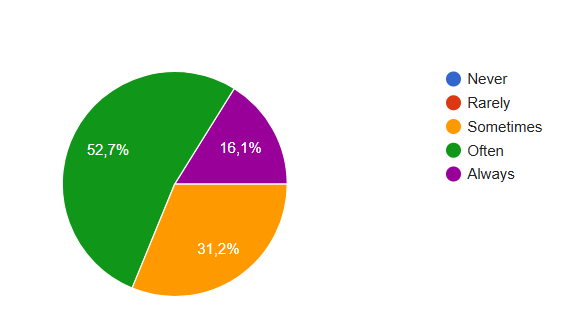 52,7%
16,1%
31,2%
Never
Rarely
Sometimes
Often
Always